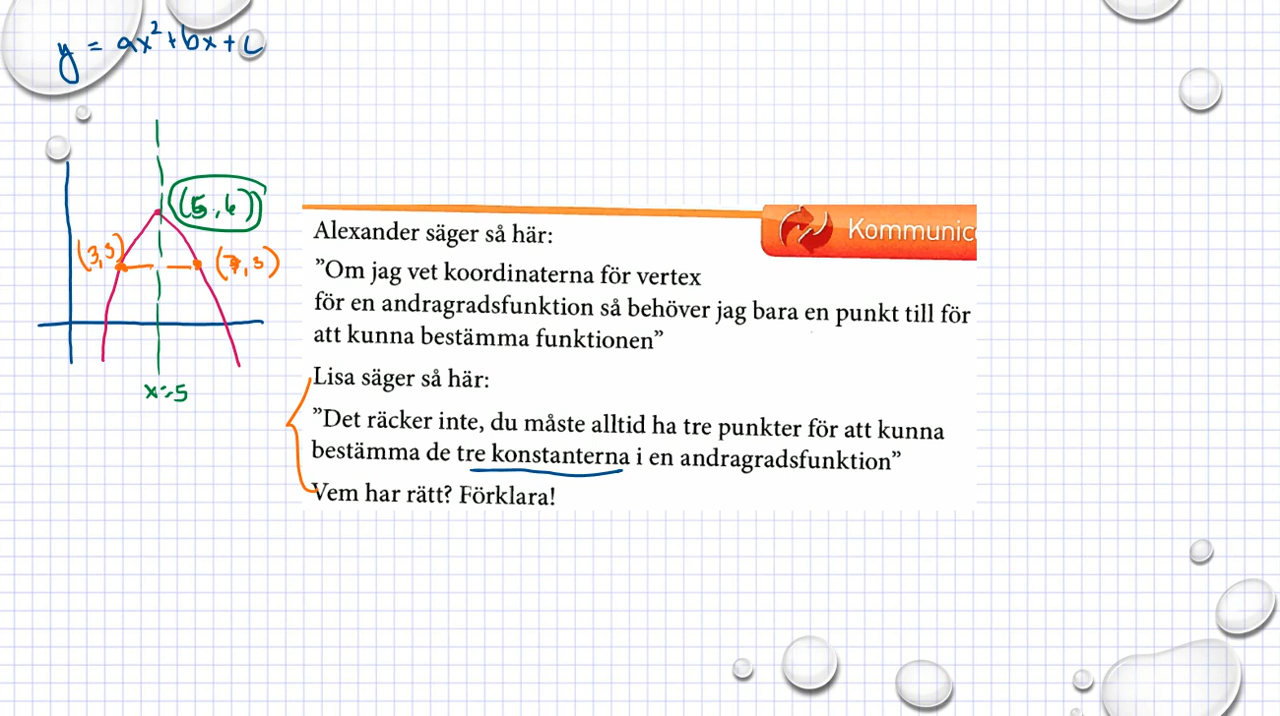 y = ax²+bx+c
(5,6)
(3,3)
(7,3)
x=5
Kommunic
Alexander säger så här:
”Om jag vet koordinaterna för vertex
för en andragradsfunktion så behöver jag bara en punkt till för
att kunna bestämma funktionen”
Lisa säger så här:
”Det räcker inte, du måste alltid ha tre punkter för att kunna
bestämma de tre konstanterna i en andragradsfunktion”
Vem har rätt? Förklara!